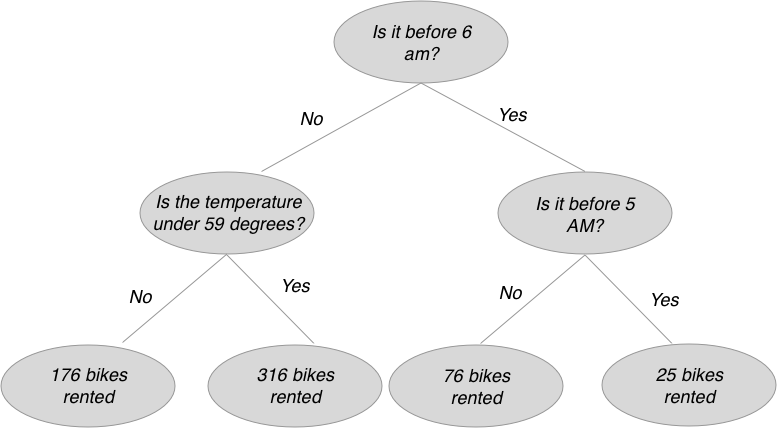 Is it before 6
am?
No
Yes
Is the temperature
under 59 degrees?
Is it before 5
AM?
No
Yes
No
Yes
176 bikes
rented
316 bikes
rented
76 bikes
rented
25 bikes
rented